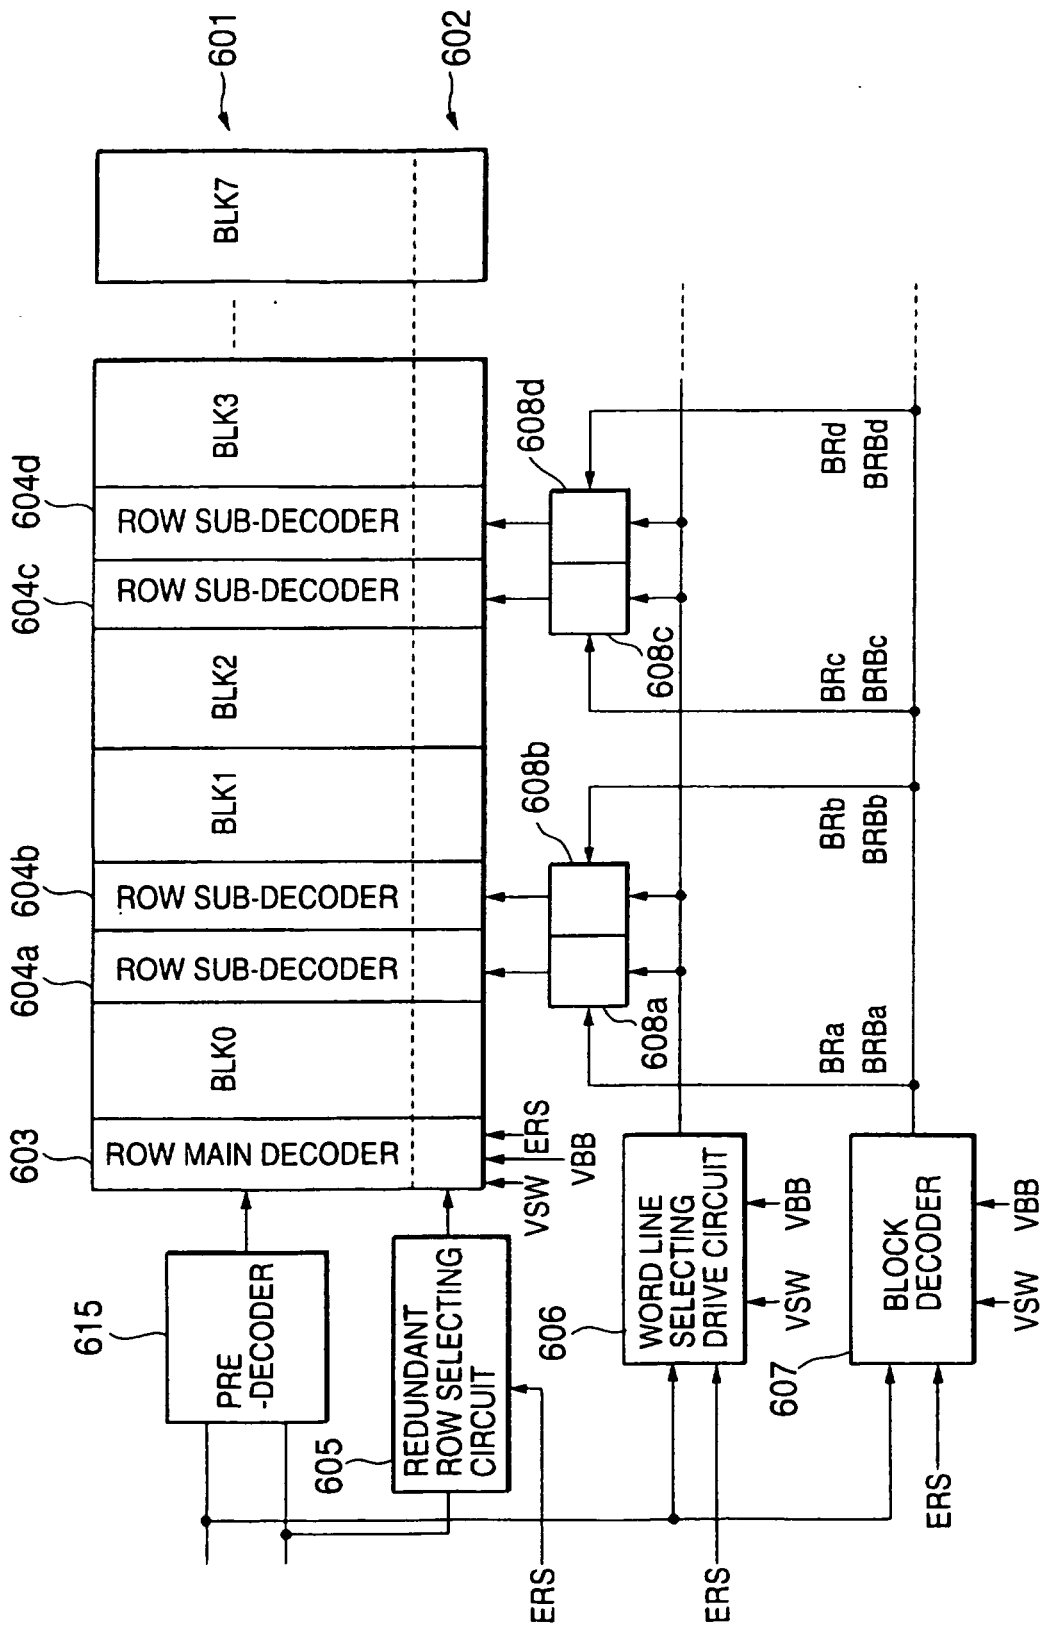 601
602
BLK7
BLK3
ROW SUB-DECODER
604d
ROW SUB-DECODER
604c
BLK2
BLK1
ROW SUB-DECODER
604b
ROW SUB-DECODER
604a
BLK0
ROW MAIN DECODER
603
VSW
VBB
ERS
608d
608c
608b
608a
PRE
-DECODER
615
REDUNDANT
ROW SELECTING
CIRCUIT
605
ERS
WORD LINE
SELECTING
DRIVE CIRCUIT
606
VSW
VBB
ERS
BLOCK
DECODER
607
VSW
VBB
ERS
BRa
BRBa
BRb
BRBb
BRc
BRBc
BRd
BRBd